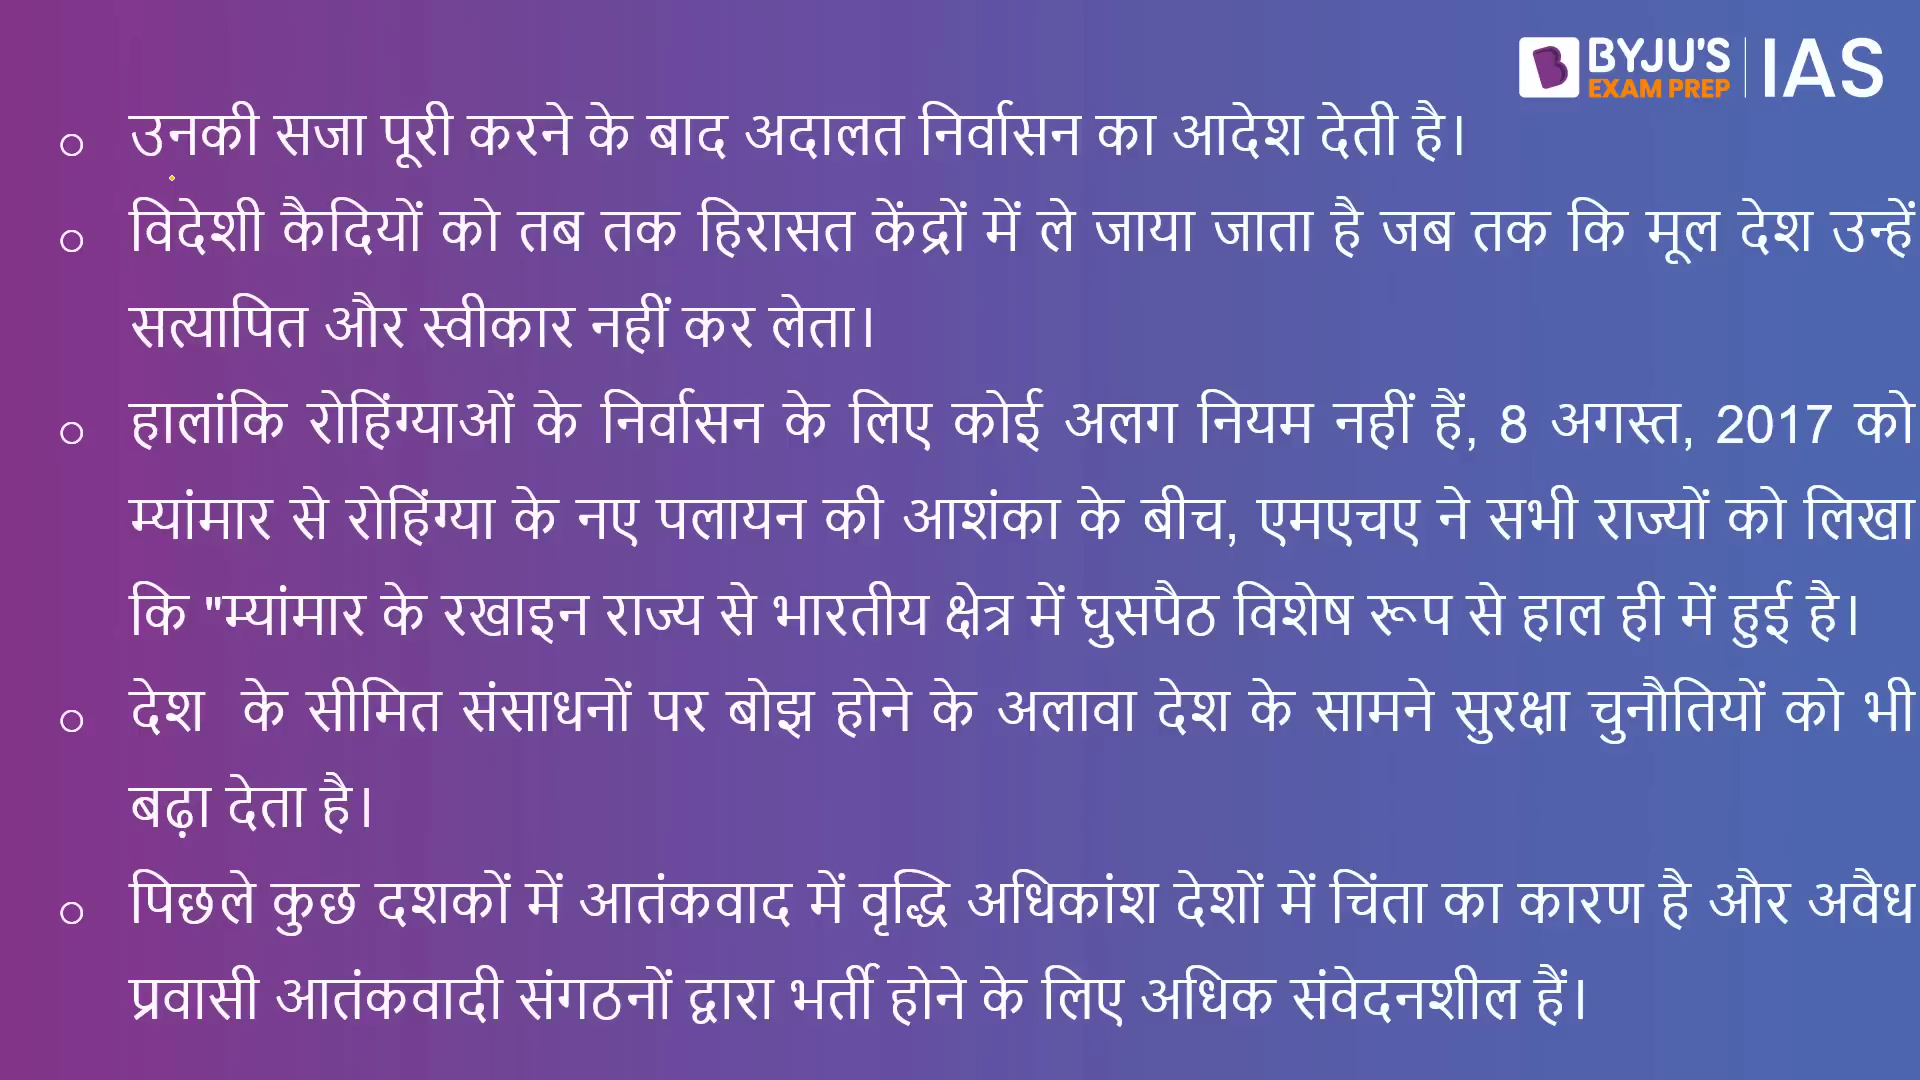 BYJU'S
EXAM PREP
IAS
○ उनकी सजा पूरी करने के बाद अदालत निर्वासन का आदेश देती है।
○ विदेशी कैदियों को तब तक हिरासत केंद्रों में ले जाया जाता है जब तक कि मूल देश उन्हें
सत्यापित और स्वीकार नहीं कर लेता।
○ हालांकि रोहिंग्याओं के निर्वासन के लिए कोई अलग नियम नहीं हैं, 8 अगस्त, 2017 को
म्यांमार से रोहिंग्या के नए पलायन की आशंका के बीच, एमएचए ने सभी राज्यों को लिखा
कि "म्यांमार के रखाइन राज्य से भारतीय क्षेत्र में घुसपैठ विशेष रूप से हाल ही में हुई है।
○ देश के सीमित संसाधनों पर बोझ होने के अलावा देश के सामने सुरक्षा चुनौतियों को भी
बढ़ा देता है।
○ पिछले कुछ दशकों में आतंकवाद में वृद्धि अधिकांश देशों में चिंता का कारण है और अवैध
प्रवासी आतंकवादी संगठनों द्वारा भर्ती होने के लिए अधिक संवेदनशील हैं।